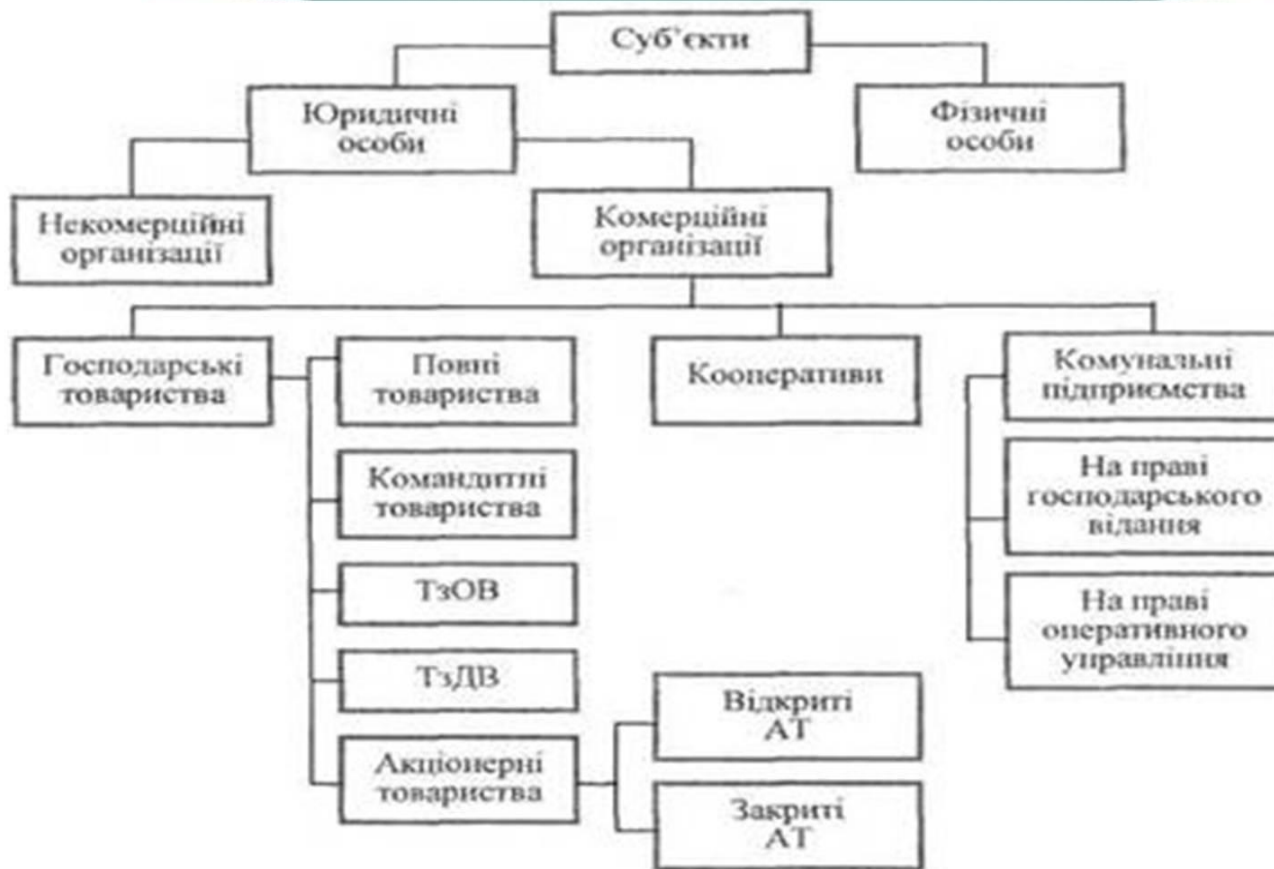 Суб'єкти
Юридичні
особи
Фізичні
особи
Некомерційні
організації
Комерційні
організації
Господарські
товариства
Повні
товариства
Кооперативи
Комунальні
підприємства
Командитні
товариства
На праві
господарського
відання
ТзОВ
На праві
оперативного
управління
ТзДВ
Відкриті
АТ
Акціонерні
товариства
Закриті
АТ